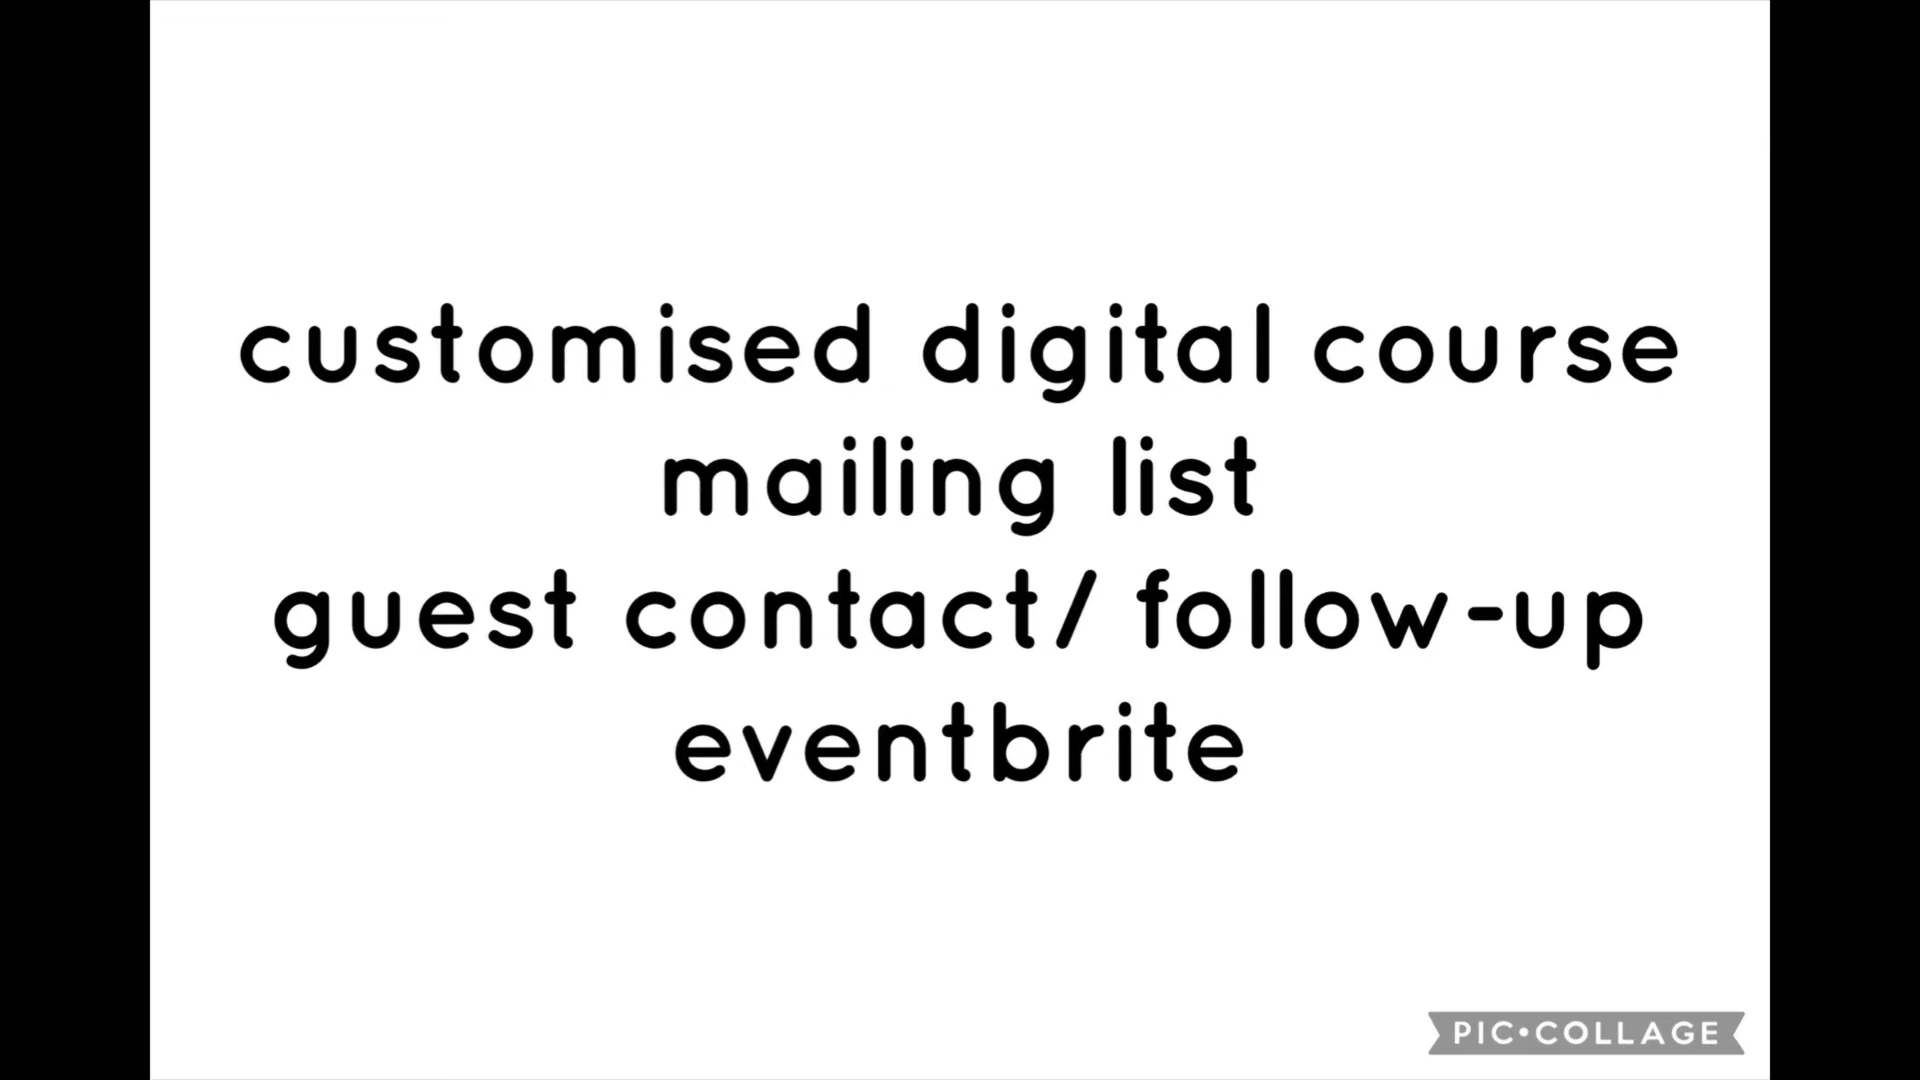 customised digital course
mailing list
guest contact/ follow-up
eventbrite
PIC•COLLAGE